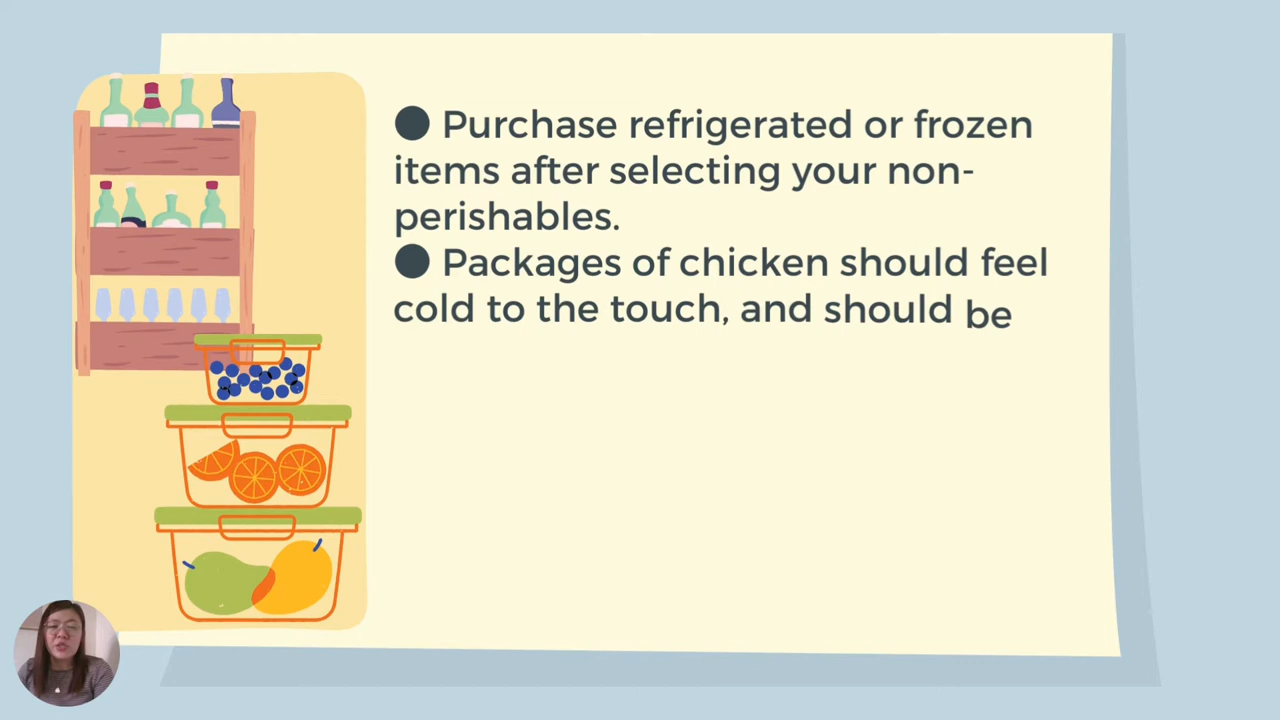 ● Purchase refrigerated or frozen
items after selecting your non-
perishables.
● Packages of chicken should feel
cold to the touch, and should be